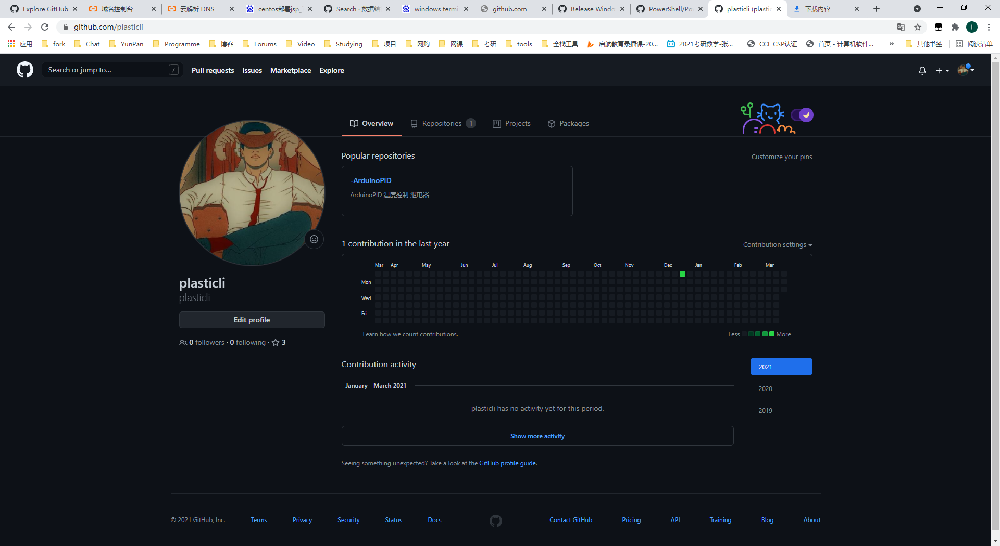 Explore GitHub
域名控制台
云解析 DNS
centos部署jsp_
Search · 数据结
windows termi
github.com
Release Windo
PowerShell/Po
plasticli (plastic
下载内容
github.com/plasticli
应用
fork
Chat
YunPan
Programme
博客
Forums
Video
Studying
项目
网购
网课
考研
tools
全栈工具
启航教育录播课-20...
2021考研数学-张...
CCF CSP认证
首页 - 计算机软件...
»
其他书签
阅读清单
Search or jump to...
/
Pull requests
Issues
Marketplace
Explore
Overview
Repositories 1
Projects
Packages
Popular repositories
Customize your pins
-ArduinoPID
ArduinoPID 温度控制 继电器
plasticli
plasticli
Edit profile
0 followers · 0 following · 3
1 contribution in the last year
Contribution settings
Mar Apr May Jun Jul Aug Sep Oct Nov Dec Jan Feb Mar
Mon
Wed
Fri
Learn how we count contributions.
Less More
Contribution activity
2021
2020
2019
January - March 2021
plasticli has no activity yet for this period.
Show more activity
Seeing something unexpected? Take a look at the GitHub profile guide.
© 2021 GitHub, Inc.
Terms
Privacy
Security
Status
Docs
Contact GitHub
Pricing
API
Training
Blog
About